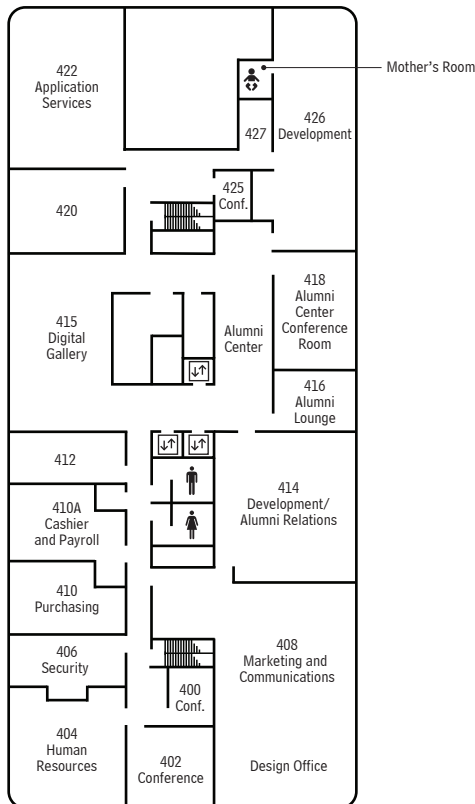 422
Application
Services
Mother's Room
426
Development
427
425
Conf.
420
418
Alumni
Center
Conference
Room
415
Digital
Gallery
Alumni
Center
416
Alumni
Lounge
412
414
Development/
Alumni Relations
410A
Cashier
and Payroll
410
Purchasing
408
Marketing and
Communications
406
Security
400
Conf.
404
Human
Resources
402
Conference
Design Office